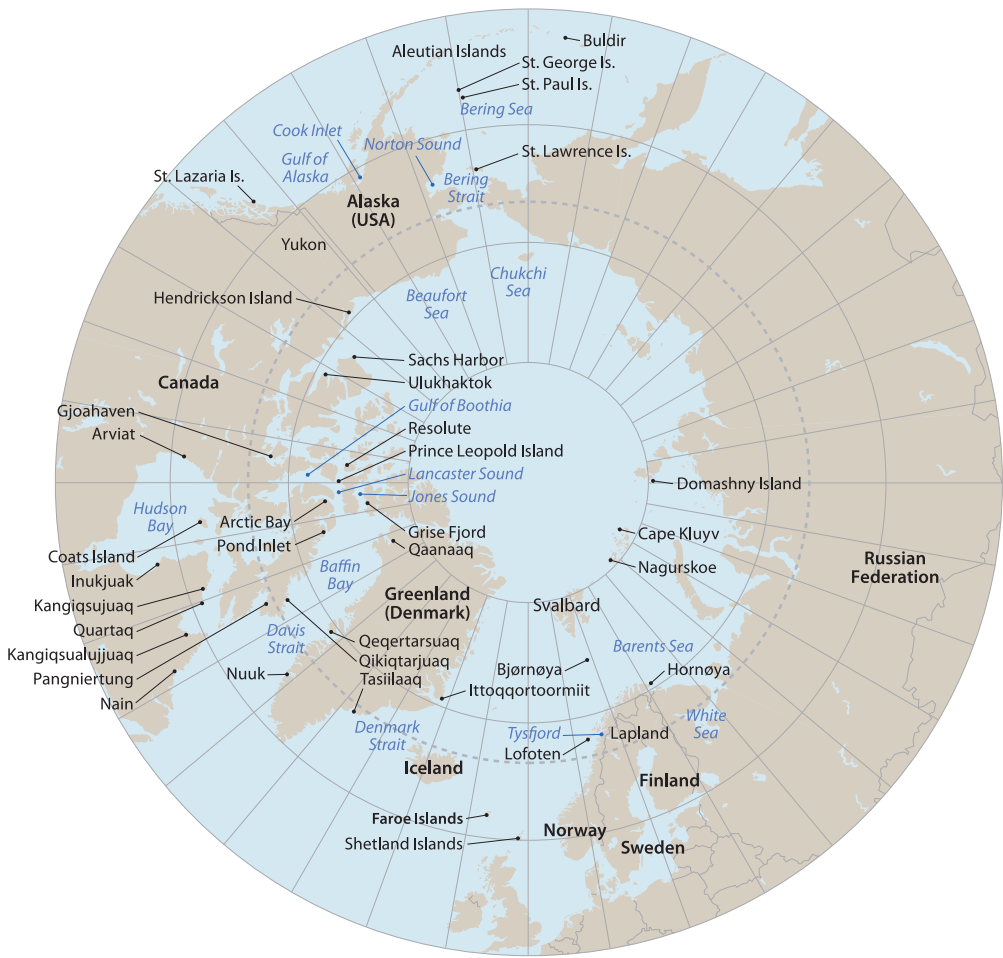 Buldir
Aleutian Islands
St. George Is.
St. Paul Is.
Bering Sea
Cook Inlet
Norton Sound
St. Lawrence Is.
Gulf of
Alaska
St. Lazaria Is.
Bering
Strait
Alaska
(USA)
Yukon
Chukchi
Sea
Hendrickson Island
Beaufort
Sea
Sachs Harbor
Canada
Ulukhaktok
Gjoahaven
Gulf of Boothia
Arviat
Resolute
Prince Leopold Island
Lancaster Sound
Domashny Island
Jones Sound
Hudson
Bay
Arctic Bay
Grise Fjord
Cape Kluyv
Pond Inlet
Qaanaaq
Coats Island
Russian
Federation
Baffin
Bay
Nagurskoe
Inukjuak
Greenland
(Denmark)
Kangiqsujuaq
Svalbard
Quartaq
Davis
Strait
Qeqertarsuaq
Barents Sea
Kangiqsualujjuaq
Qikiqtarjuaq
Bjørnøya
Hornøya
Pangniertung
Nuuk
Tasiilaaq
Ittoqqortoormiit
Nain
White
Sea
Denmark
Strait
Tysfjord
Lapland
Lofoten
Iceland
Finland
Faroe Islands
Norway
Shetland Islands
Sweden